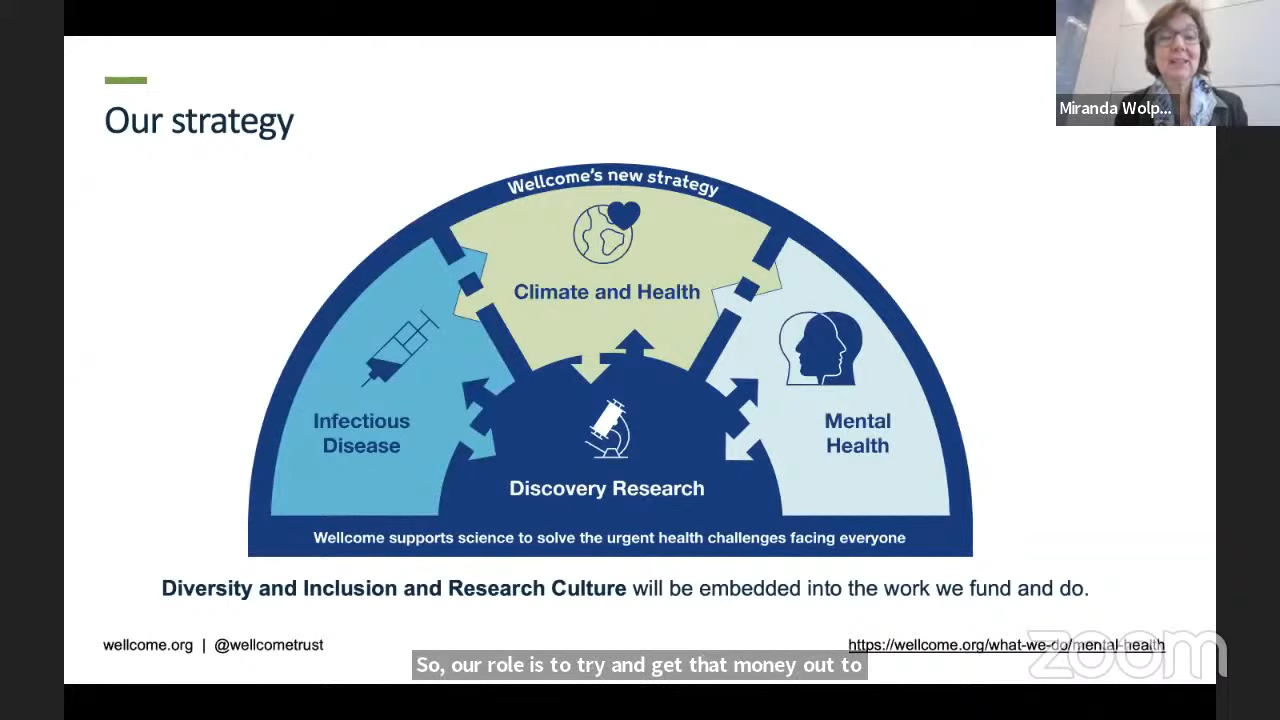 Miranda Wolp...
Our strategy
Wellcome's new strategy
Climate and Health
Infectious
Disease
Mental
Health
Discovery Research
Wellcome supports science to solve the urgent health challenges facing everyone
Diversity and Inclusion and Research Culture will be embedded into the work we fund and do.
wellcome.org | @wellcometrust
https://wellcome.org/what-we-do/mental-health
zoom
So, our role is to try and get that money out to